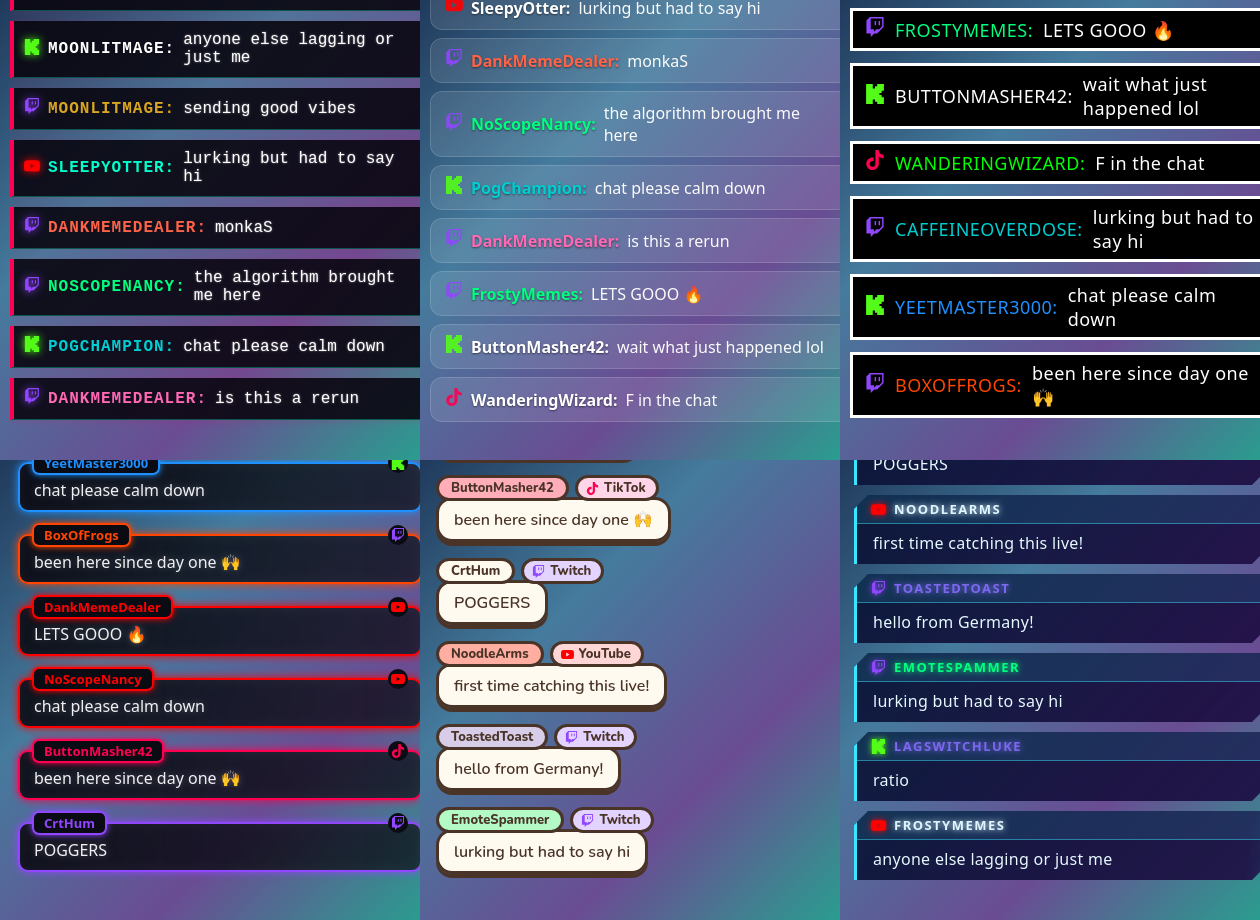 MOONLITMAGE: anyone else lagging or
just me
MOONLITMAGE: sending good vibes
SLEEPYOTTER: lurking but had to say
hi
DANKMEMEDEALER: monkaS
NOSCOPENANCY: the algorithm brought
me here
POGCHAMPION: chat please calm down
DANKMEMEDEALER: is this a rerun
SleepyOtter: lurking but had to say hi
DankMemeDealer: monkaS
NoScopeNancy: the algorithm brought me
here
PogChampion: chat please calm down
DankMemeDealer: is this a rerun
FrostyMemes: LETS GOOO 🔥
ButtonMasher42: wait what just happened lol
WanderingWizard: F in the chat
FROSTYMEMES: LETS GOOO 🔥
BUTTONMASHER42: wait what just
happened lol
WANDERINGWIZARD: F in the chat
CAFFEINEOVERDOSE: lurking but had to
say hi
YEETMASTER3000: chat please calm
down
BOXOFFROGS: been here since day one
🙌
YeetMaster3000
chat please calm down
BoxOfFrogs
been here since day one 🙌
DankMemeDealer
LETS GOOO 🔥
NoScopeNancy
chat please calm down
ButtonMasher42
been here since day one 🙌
CrtHum
POGGERS
ButtonMasher42 TikTok
been here since day one 🙌
CrtHum Twitch
POGGERS
NoodleArms YouTube
first time catching this live!
ToastedToast Twitch
hello from Germany!
EmoteSpammer Twitch
lurking but had to say hi
POGGERS
NOODLEARMS
first time catching this live!
TOASTEDTOAST
hello from Germany!
EMOTESPAMMER
lurking but had to say hi
LAGSWITCHLUKE
ratio
FROSTYMEMES
anyone else lagging or just me